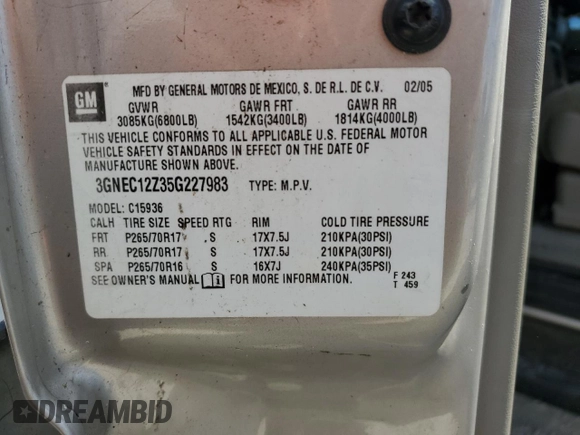 GM
MFD BY GENERAL MOTORS DE MEXICO, S. DE R.L. DE C.V. 02/05
GVWR GAWR FRT GAWR RR
3085KG(6800LB) 1542KG(3400LB) 1814KG(4000LB)
THIS VEHICLE CONFORMS TO ALL APPLICABLE U.S. FEDERAL MOTOR
VEHICLE SAFETY STANDARDS IN EFFECT ON THE DATE OF
MANUFACTURE SHOWN ABOVE.
3GNEC12Z35G227983 TYPE: M.P.V.
MODEL: C15936
CALH TIRE SIZE SPEED RTG RIM COLD TIRE PRESSURE
FRT P265/70R17 S 17X7.5J 210KPA(30PSI)
RR P265/70R17 S 17X7.5J 210KPA(30PSI)
SPA P265/70R16 S 16X7J 240KPA(35PSI)
SEE OWNER'S MANUAL FOR MORE INFORMATION.
F 243
T 459
DREAMBID